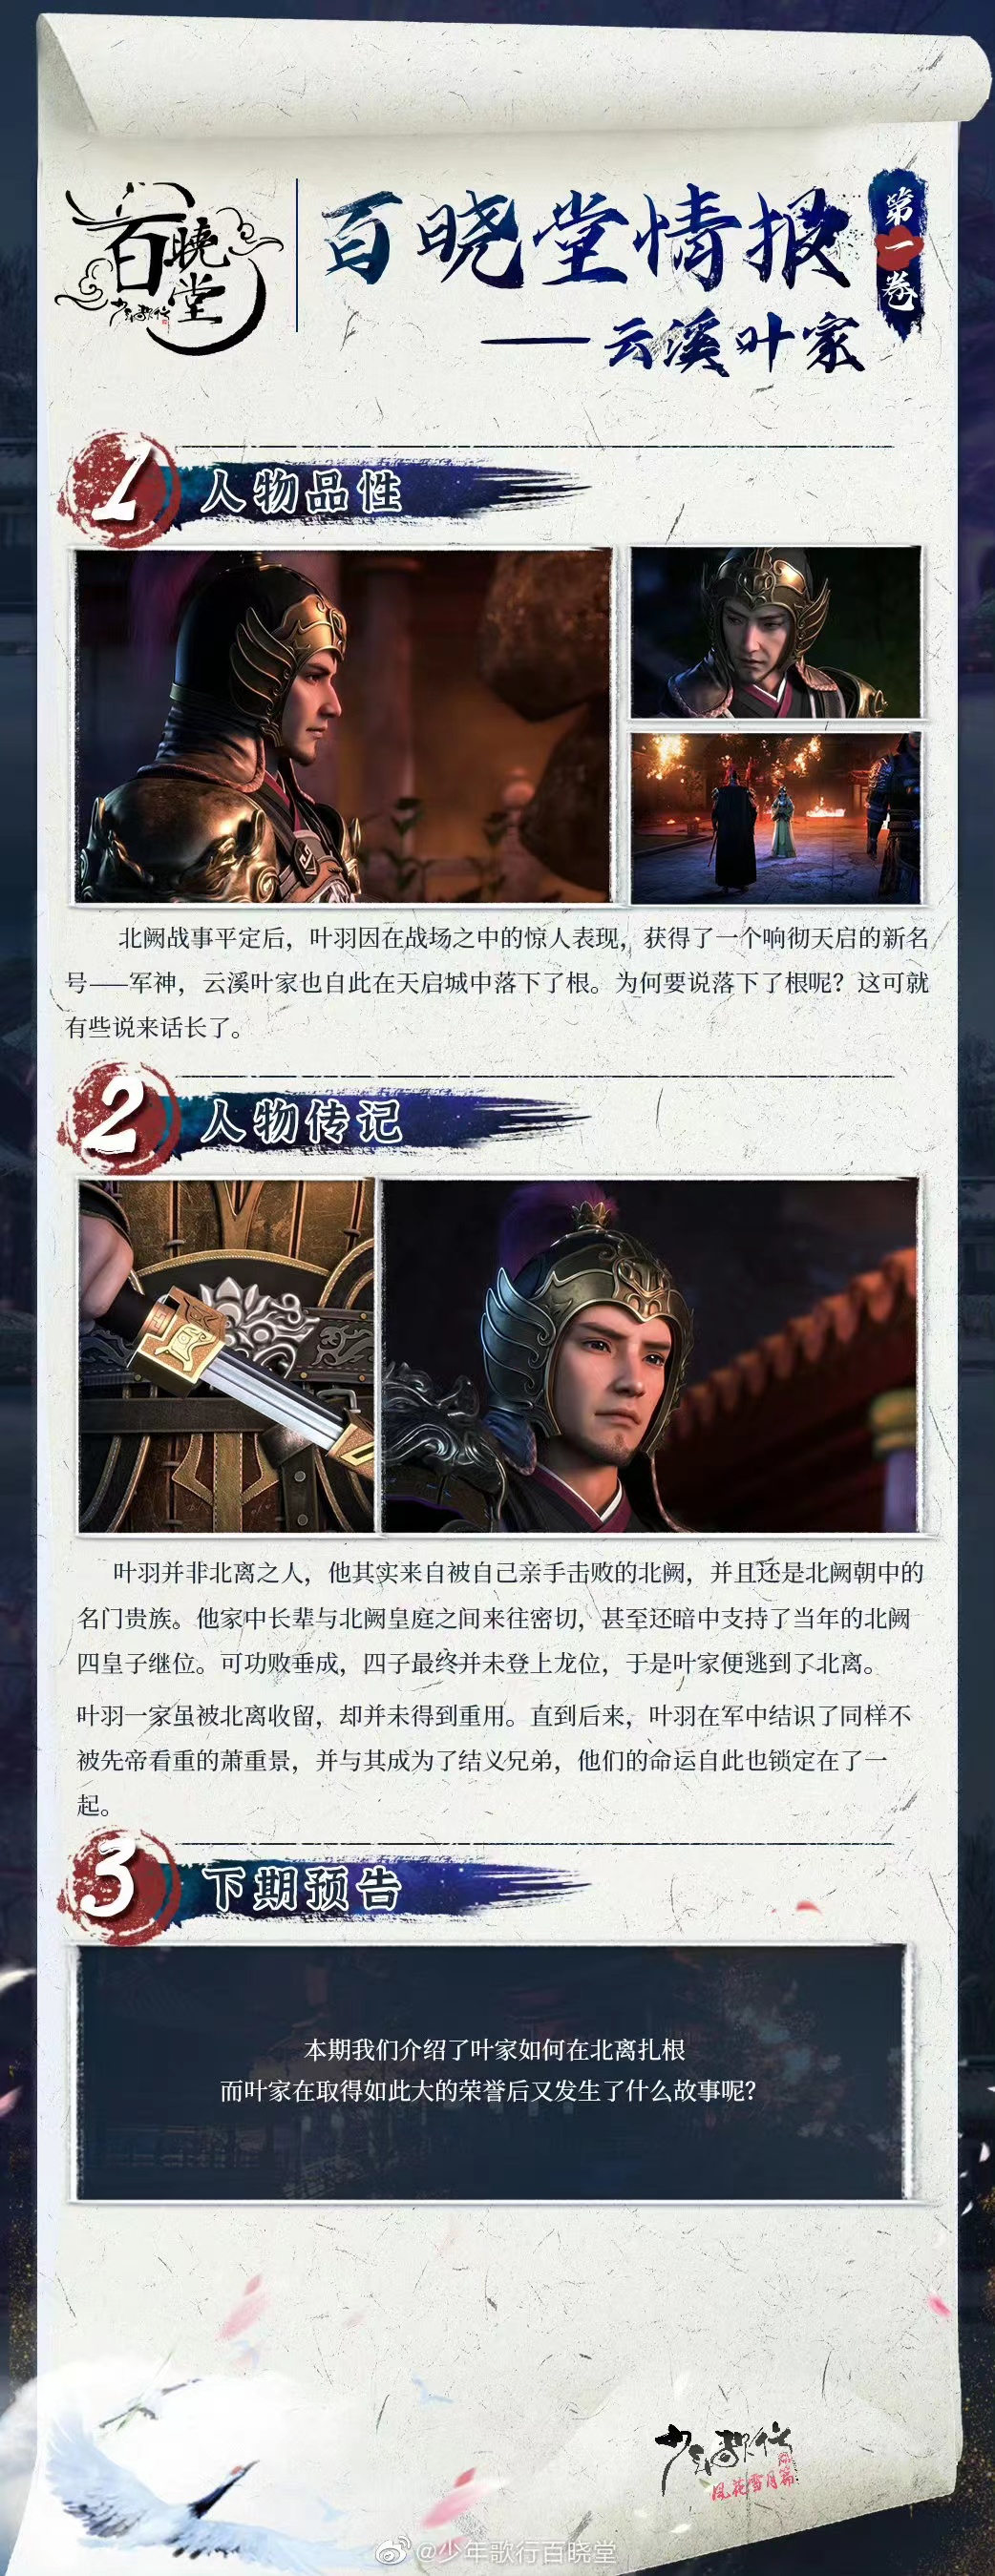 百曉堂
少年歌行
百晓堂情报
第一卷
——云溪叶家
1
人物品性
北阙战事平定后，叶羽因在战场之中的惊人表现，获得了一个响彻天启的新名
号——军神，云溪叶家也自此在天启城中落下了根。为何要说落下了根呢？这可就
有些说来话长了。
2
人物传记
叶羽并非北离之人，他其实来自被自己亲手击败的北阙，并且还是北阙朝中的
名门贵族。他家中长辈与北阙皇庭之间来往密切，甚至还暗中支持了当年的北阙
四皇子继位。可功败垂成，四子最终并未登上龙位，于是叶家便逃到了北离。
叶羽一家虽被北离收留，却并未得到重用。直到后来，叶羽在军中结识了同样不
被先帝看重的萧重景，并与其成为了结义兄弟，他们的命运自此也锁定在了一
起。
3
下期预告
本期我们介绍了叶家如何在北离扎根
而叶家在取得如此大的荣誉后又发生了什么故事呢？
少年歌行
风花雪月篇
@少年歌行百晓堂